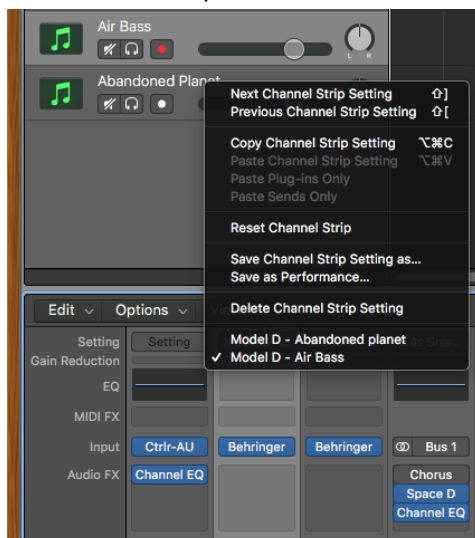 Air Bass
L R
Abandoned Plane
Next Channel Strip Setting ⇧]
Previous Channel Strip Setting ⇧[
Copy Channel Strip Setting ⌥⌘C
Paste Channel Strip Setting ⌥⌘V
Paste Plug-ins Only
Paste Sends Only
Reset Channel Strip
Save Channel Strip Setting as...
Save as Performance...
Delete Channel Strip Setting
Model D - Abandoned planet
✓ Model D - Air Bass
Edit Options
Setting Setting
Gain Reduction
EQ
MIDI FX
Input Ctrlr-AU Behringer Behringer Bus 1
Audio FX Channel EQ Chorus
Space D
Channel EQ